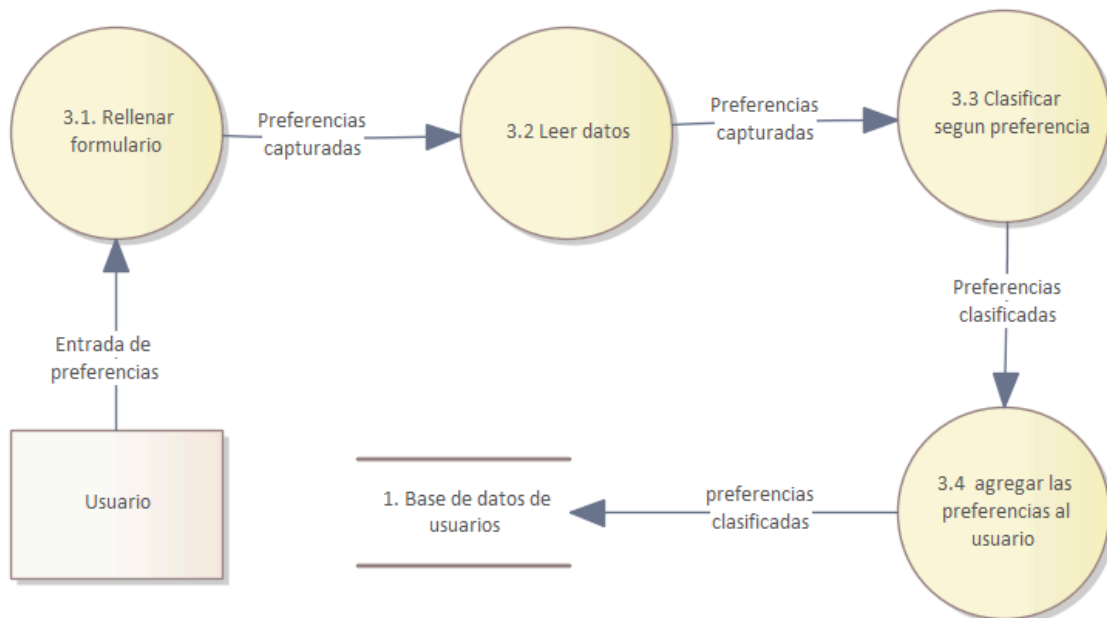 3.1. Rellenar
formulario
Preferencias
capturadas
3.2 Leer datos
Preferencias
capturadas
3.3 Clasificar
segun preferencia
Entrada de
preferencias
Preferencias
clasificadas
Usuario
1. Base de datos de
usuarios
preferencias
clasificadas
3.4 agregar las
preferencias al
usuario